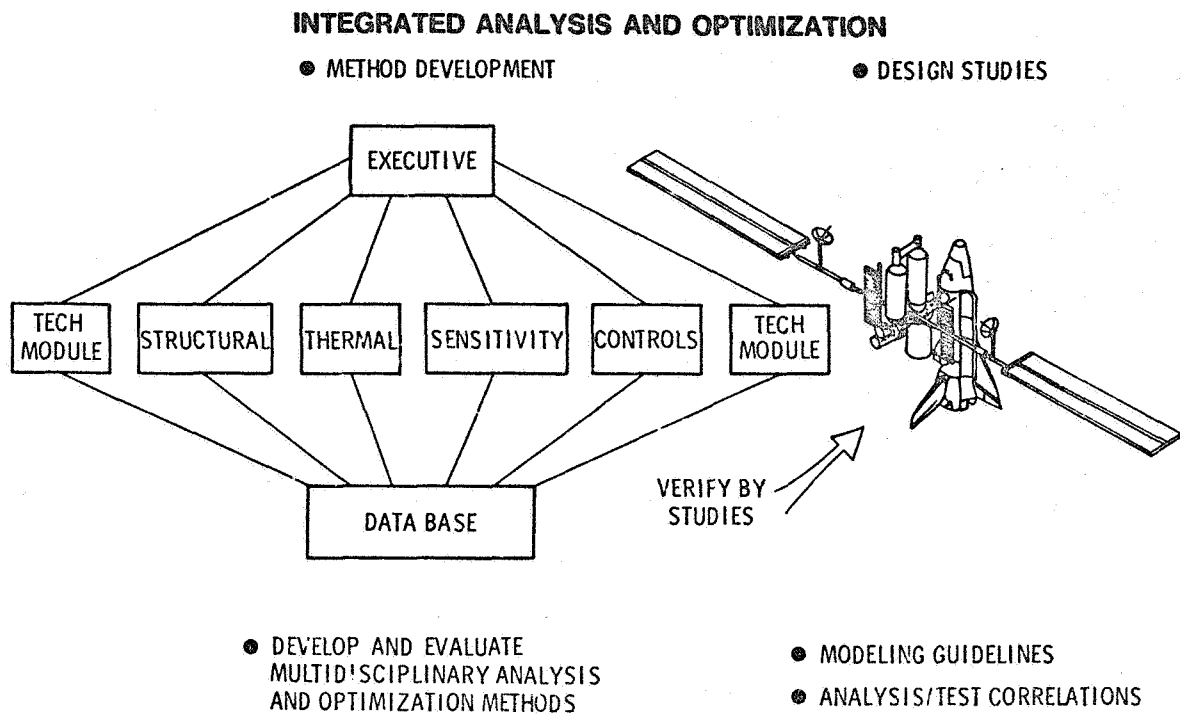 INTEGRATED ANALYSIS AND OPTIMIZATION
● METHOD DEVELOPMENT
● DESIGN STUDIES
EXECUTIVE
TECH
MODULE
STRUCTURAL
THERMAL
SENSITIVITY
CONTROLS
TECH
MODULE
DATA BASE
VERIFY BY
STUDIES
● DEVELOP AND EVALUATE
MULTIDISCIPLINARY ANALYSIS
AND OPTIMIZATION METHODS
● MODELING GUIDELINES
● ANALYSIS/TEST CORRELATIONS